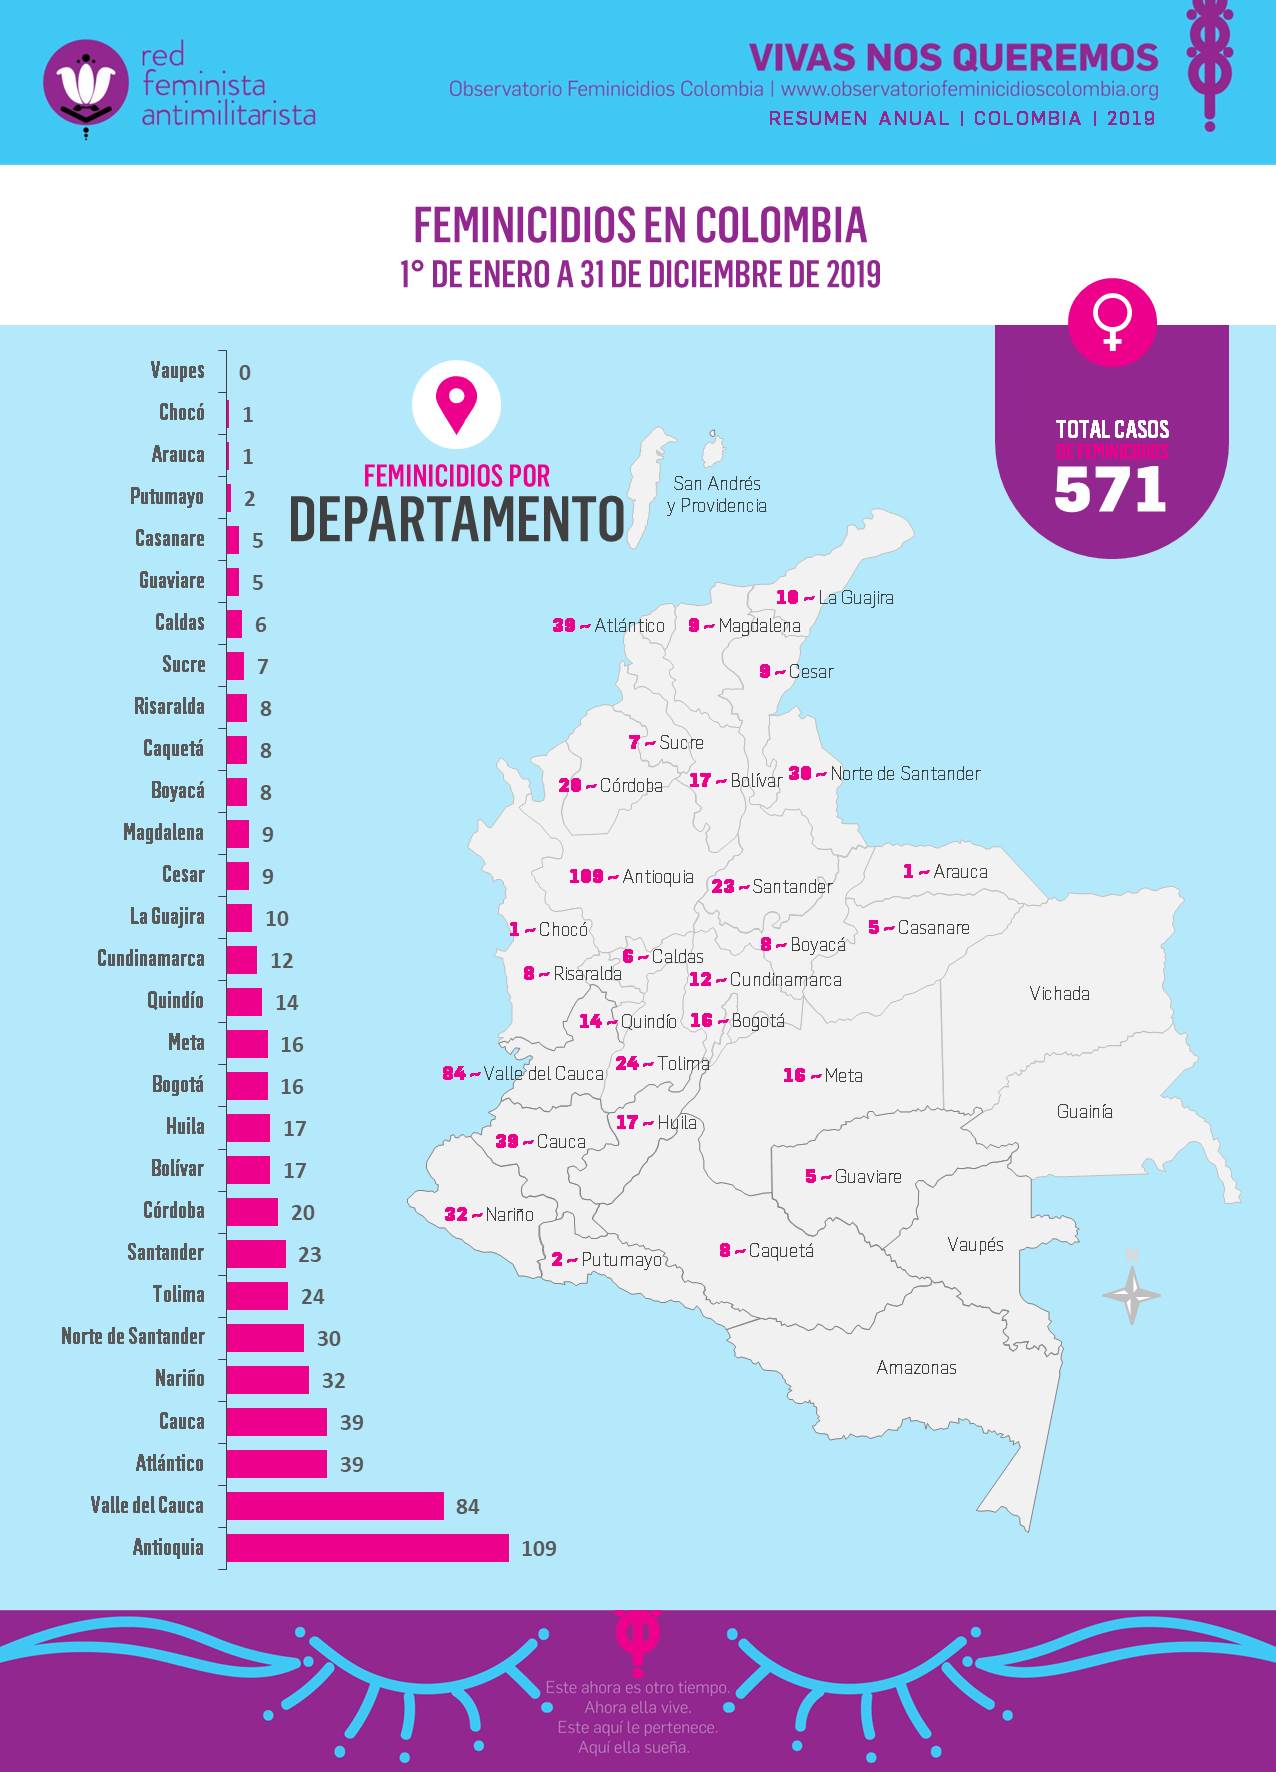 red
feminista
antimilitarista
VIVAS NOS QUEREMOS
Observatorio Feminicidios Colombia | www.observatoriofeminicidioscolombia.org
RESUMEN ANUAL | COLOMBIA | 2019
FEMINICIDIOS EN COLOMBIA
1° DE ENERO A 31 DE DICIEMBRE DE 2019
TOTAL CASOS
DE FEMINICIDIOS
571
FEMINICIDIOS POR
DEPARTAMENTO
Vaupes 0
Chocó 1
Arauca 1
Putumayo 2
Casanare 5
Guaviare 5
Caldas 6
Sucre 7
Risaralda 8
Caquetá 8
Boyacá 8
Magdalena 9
Cesar 9
La Guajira 10
Cundinamarca 12
Quindío 14
Meta 16
Bogotá 16
Huila 17
Bolívar 17
Córdoba 20
Santander 23
Tolima 24
Norte de Santander 30
Nariño 32
Cauca 39
Atlántico 39
Valle del Cauca 84
Antioquia 109
San Andrés
y Providencia
10 ~ La Guajira
39 ~ Atlántico
9 ~ Magdalena
9 ~ Cesar
7 ~ Sucre
20 ~ Córdoba
17 ~ Bolívar
30 ~ Norte de Santander
109 ~ Antioquia
23 ~ Santander
1 ~ Arauca
1 ~ Chocó
5 ~ Casanare
6 ~ Caldas
8 ~ Boyacá
8 ~ Risaralda
12 ~ Cundinamarca
Vichada
14 ~ Quindío
16 ~ Bogotá
84 ~ Valle del Cauca
24 ~ Tolima
16 ~ Meta
Guainía
17 ~ Huila
39 ~ Cauca
5 ~ Guaviare
32 ~ Nariño
Vaupés
2 ~ Putumayo
8 ~ Caquetá
N
Amazonas
Este ahora es otro tiempo.
Ahora ella vive.
Este aquí le pertenece.
Aquí ella sueña.